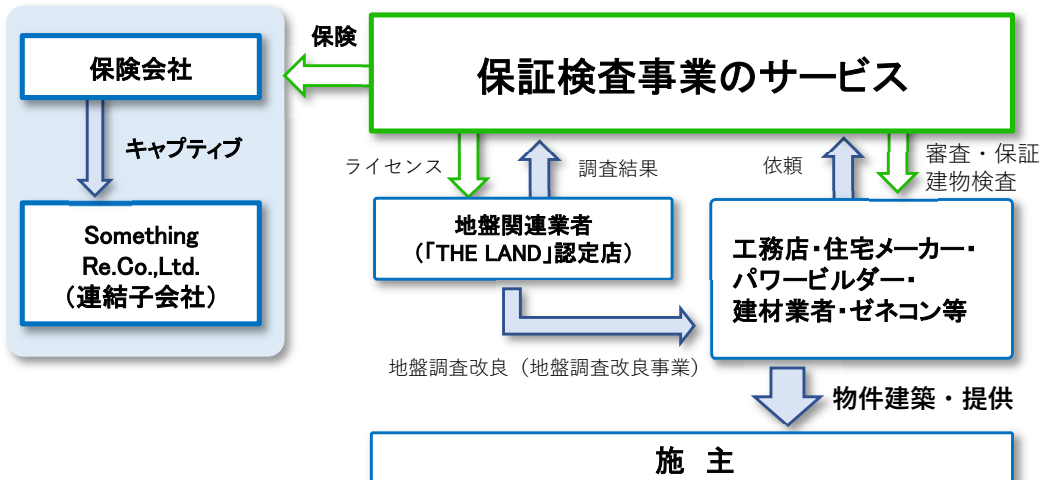 保険会社
キャプティブ
Something
Re.Co.,Ltd.
（連結子会社）
保険
保証検査事業のサービス
ライセンス
調査結果
依頼
審査・保証
建物検査
地盤関連業者
（「THE LAND」認定店）
工務店・住宅メーカー・
パワービルダー・
建材業者・ゼネコン等
地盤調査改良（地盤調査改良事業）
物件建築・提供
施 主